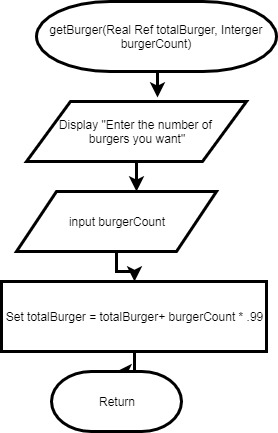 getBurger(Real Ref totalBurger, Interger
burgerCount)
Display "Enter the number of
burgers you want"
input burgerCount
Set totalBurger = totalBurger+ burgerCount * .99
Return